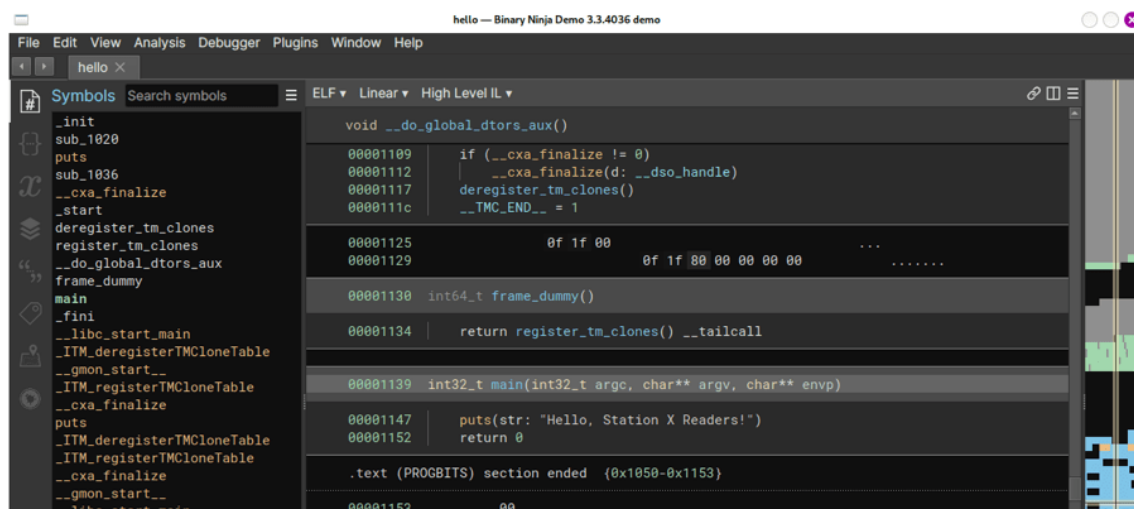 hello — Binary Ninja Demo 3.3.4036 demo
File Edit View Analysis Debugger Plugins Window Help
hello
Symbols Search symbols
ELF Linear High Level IL
_init
sub_1020
puts
sub_1036
__cxa_finalize
_start
deregister_tm_clones
register_tm_clones
__do_global_dtors_aux
frame_dummy
main
_fini
__libc_start_main
_ITM_deregisterTMCloneTable
__gmon_start__
_ITM_registerTMCloneTable
__cxa_finalize
puts
_ITM_deregisterTMCloneTable
_ITM_registerTMCloneTable
__cxa_finalize
__gmon_start__
__libc_start_main
void __do_global_dtors_aux()
00001109 if (__cxa_finalize != 0)
00001112 __cxa_finalize(d: __dso_handle)
00001117 deregister_tm_clones()
0000111c __TMC_END__ = 1
00001125 0f 1f 00 ...
00001129 0f 1f 80 00 00 00 00 .......
00001130 int64_t frame_dummy()
00001134 return register_tm_clones() __tailcall
00001139 int32_t main(int32_t argc, char** argv, char** envp)
00001147 puts(str: "Hello, Station X Readers!")
00001152 return 0
.text (PROGBITS) section ended {0x1050-0x1153}
00001153 00